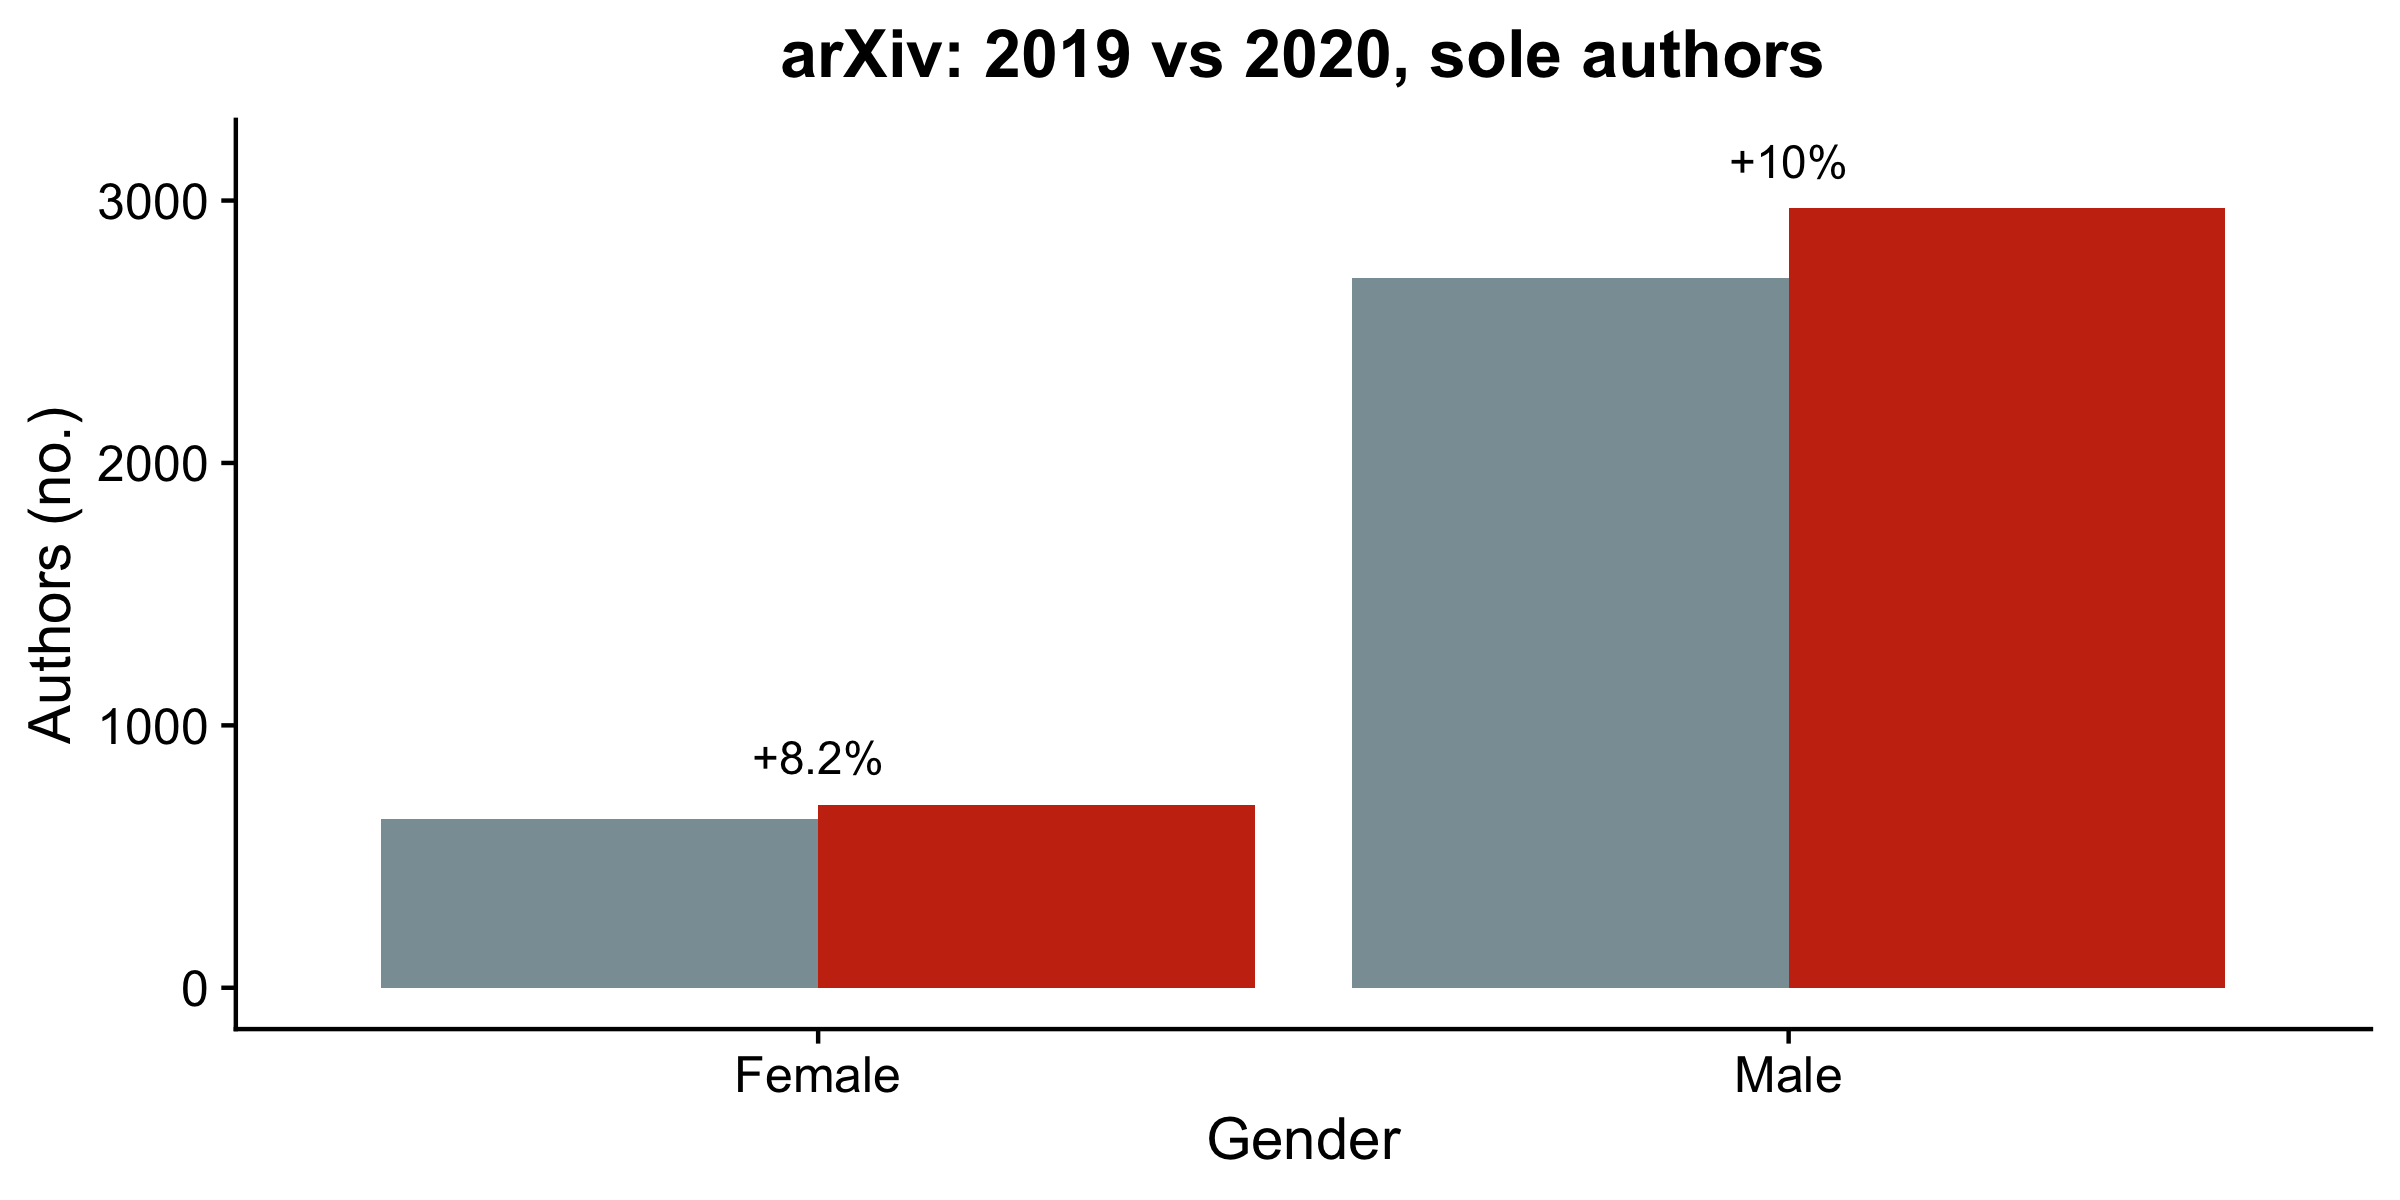 arXiv: 2019 vs 2020, sole authors
Authors (no.)
3000
2000
1000
0
+8.2%
+10%
Female
Male
Gender